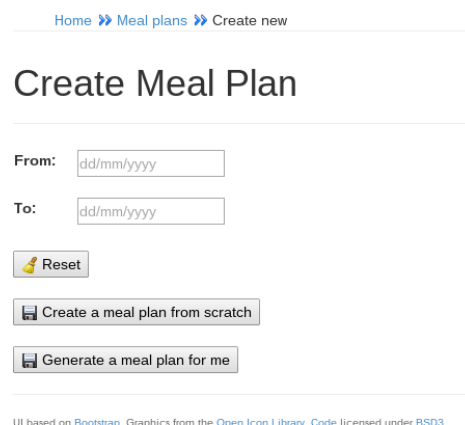 Home Meal plans Create new
Create Meal Plan
From: dd/mm/yyyy
To: dd/mm/yyyy
Reset
Create a meal plan from scratch
Generate a meal plan for me
UI based on Bootstrap. Graphics from the Open Icon Library. Code licensed under BSD3